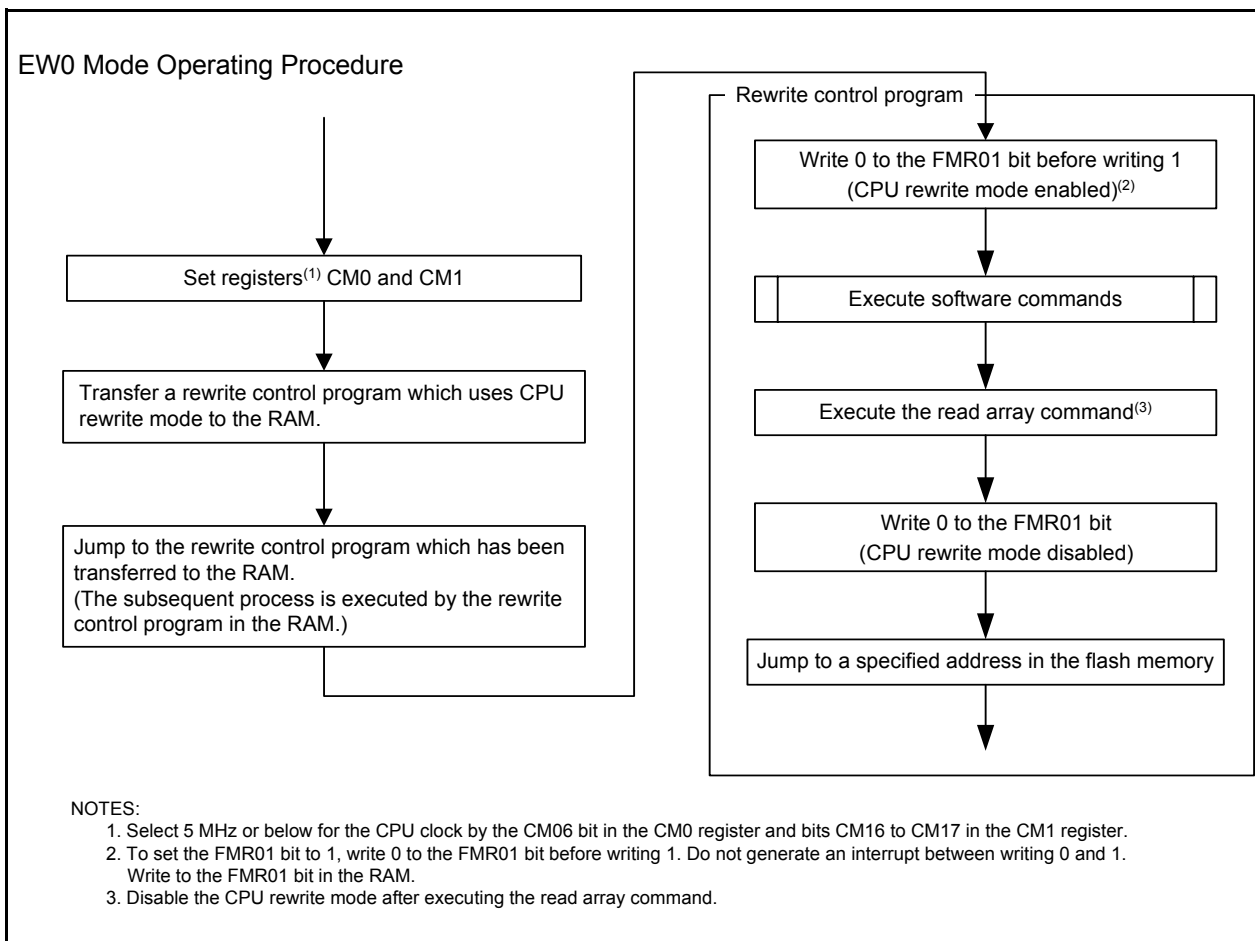 EW0 Mode Operating Procedure
Set registers(1) CM0 and CM1
Transfer a rewrite control program which uses CPU
rewrite mode to the RAM.
Jump to the rewrite control program which has been
transferred to the RAM.
(The subsequent process is executed by the rewrite
control program in the RAM.)
Rewrite control program
Write 0 to the FMR01 bit before writing 1
(CPU rewrite mode enabled)(2)
Execute software commands
Execute the read array command(3)
Write 0 to the FMR01 bit
(CPU rewrite mode disabled)
Jump to a specified address in the flash memory
NOTES:
1. Select 5 MHz or below for the CPU clock by the CM06 bit in the CM0 register and bits CM16 to CM17 in the CM1 register.
2. To set the FMR01 bit to 1, write 0 to the FMR01 bit before writing 1. Do not generate an interrupt between writing 0 and 1.
Write to the FMR01 bit in the RAM.
3. Disable the CPU rewrite mode after executing the read array command.